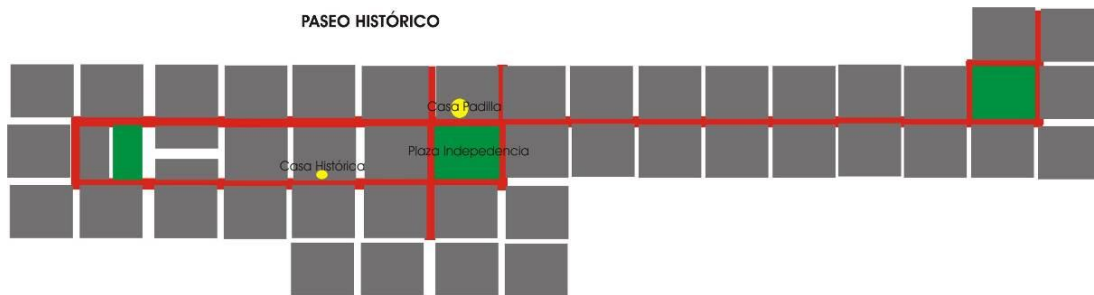 PASEO HISTÓRICO
Casa Padilla
Plaza Indepedencia
Casa Histórica